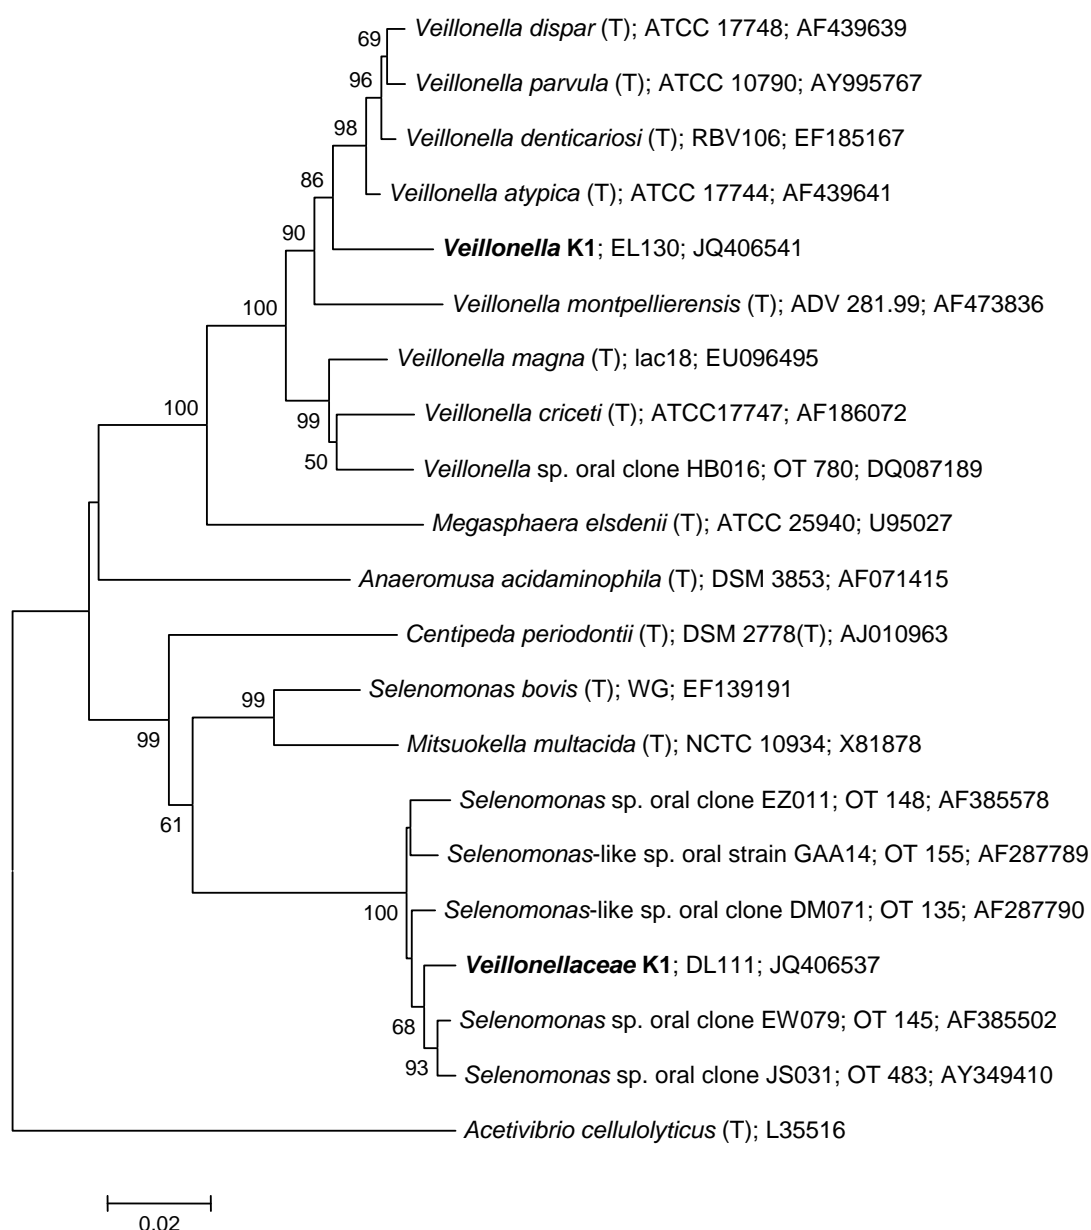 69
Veillonella dispar (T); ATCC 17748; AF439639
96
Veillonella parvula (T); ATCC 10790; AY995767
98
Veillonella denticariosi (T); RBV106; EF185167
86
Veillonella atypica (T); ATCC 17744; AF439641
90
Veillonella K1; EL130; JQ406541
100
Veillonella montpellierensis (T); ADV 281.99; AF473836
Veillonella magna (T); lac18; EU096495
100
99
Veillonella criceti (T); ATCC17747; AF186072
50
Veillonella sp. oral clone HB016; OT 780; DQ087189
Megasphaera elsdenii (T); ATCC 25940; U95027
Anaeromusa acidaminophila (T); DSM 3853; AF071415
Centipeda periodontii (T); DSM 2778(T); AJ010963
99
Selenomonas bovis (T); WG; EF139191
99
Mitsuokella multacida (T); NCTC 10934; X81878
61
Selenomonas sp. oral clone EZ011; OT 148; AF385578
Selenomonas-like sp. oral strain GAA14; OT 155; AF287789
100
Selenomonas-like sp. oral clone DM071; OT 135; AF287790
Veillonellaceae K1; DL111; JQ406537
68
Selenomonas sp. oral clone EW079; OT 145; AF385502
93
Selenomonas sp. oral clone JS031; OT 483; AY349410
Acetivibrio cellulolyticus (T); L35516
0.02